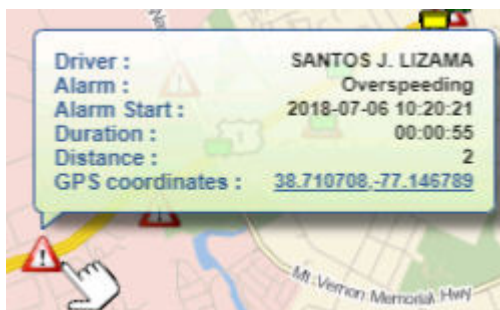 Driver : SANTOS J. LIZAMA
Alarm : Overspeeding
Alarm Start : 2018-07-06 10:20:21
Duration : 00:00:55
Distance : 2
GPS coordinates : 38.710708,-77.146789
1
Mt Vernon Memorial Hwy